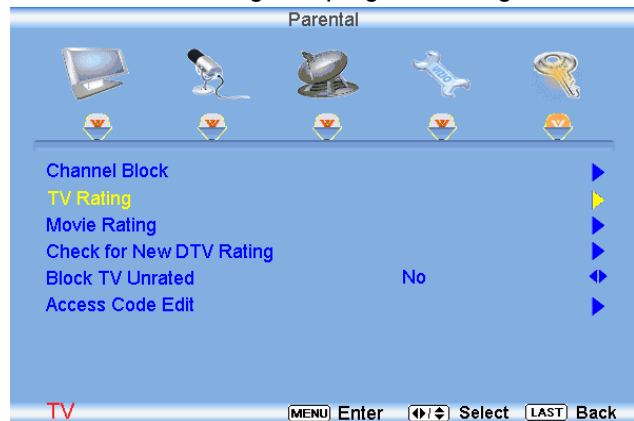 Parental
VIZIO
Channel Block
TV Rating
Movie Rating
Check for New DTV Rating
Block TV Unrated No
Access Code Edit
TV MENU Enter Select LAST Back